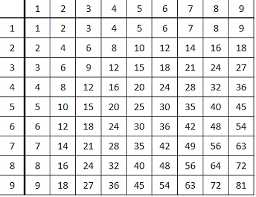 1 2 3 4 5 6 7 8 9
1 1 2 3 4 5 6 7 8 9
2 2 4 6 8 10 12 14 16 18
3 3 6 9 12 15 18 21 24 27
4 4 8 12 16 20 24 28 32 36
5 5 10 15 20 25 30 35 40 45
6 6 12 18 24 30 36 42 48 54
7 7 14 21 28 35 42 49 56 63
8 8 16 24 32 40 48 56 64 72
9 9 18 27 36 45 54 63 72 81